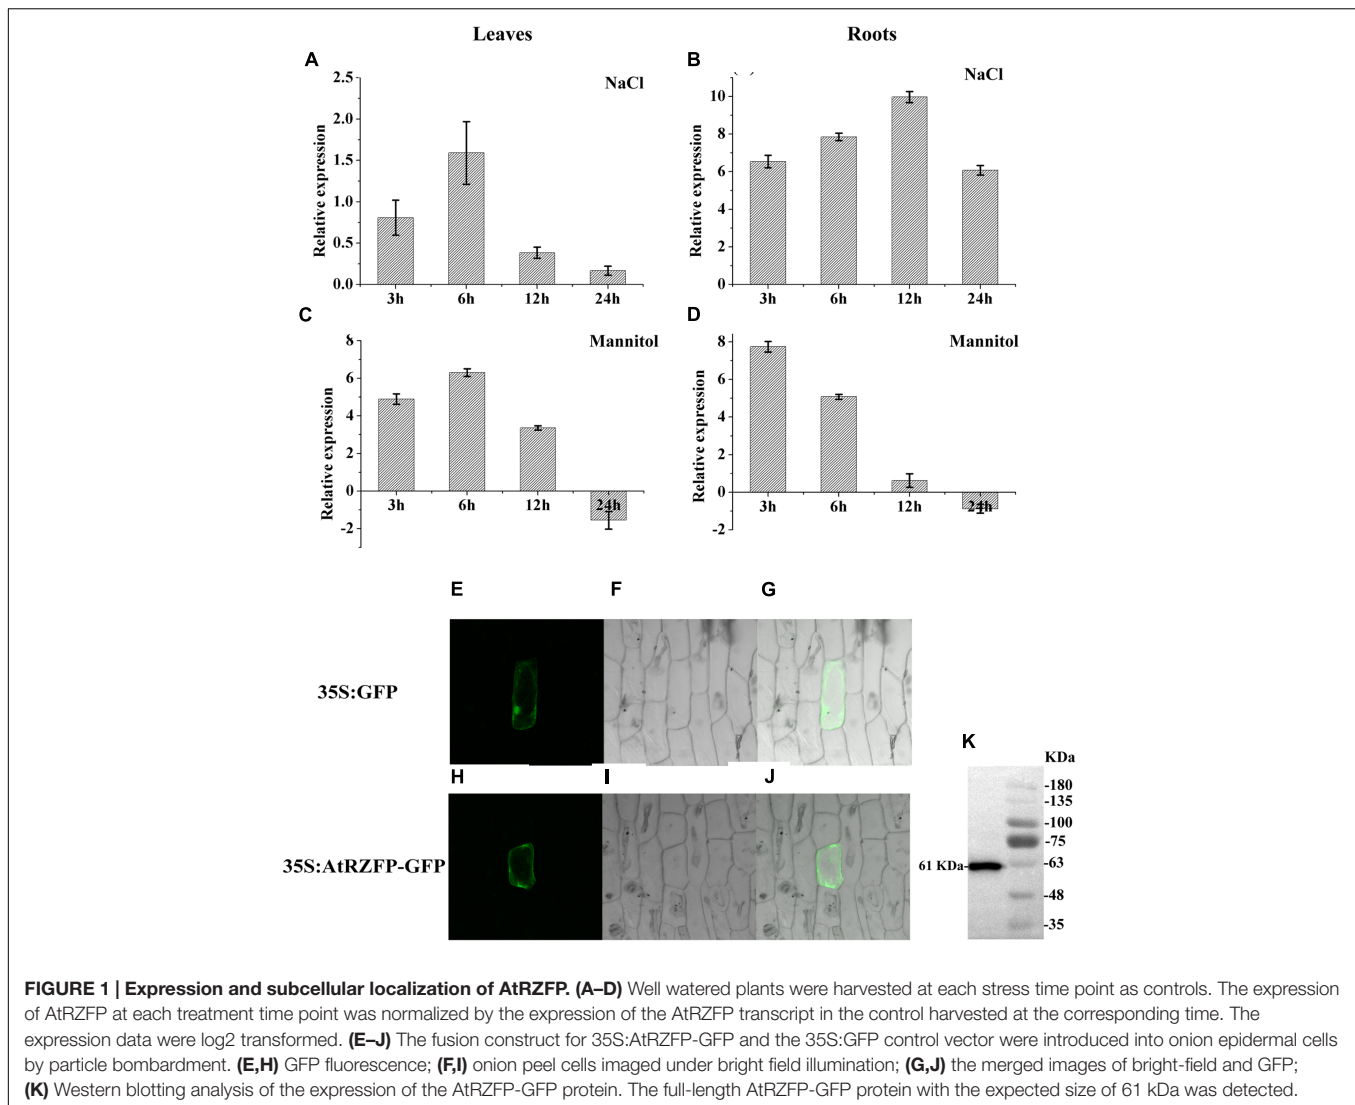 Leaves Roots
A B
NaCl NaCl
Relative expression Relative expression
2.5
2.0
1.5
1.0
0.5
0.0
10
8
6
4
2
0
3h 6h 12h 24h 3h 6h 12h 24h
C D
Mannitol Mannitol
Relative expression Relative expression
8
6
4
2
0
-2
8
6
4
2
0
-2
3h 6h 12h 24h 3h 6h 12h 24h
E F G
35S:GFP
H I J
35S:AtRZFP-GFP
K
KDa
-180
-135
-100
-75
61 KDa- -63
-48
-35
FIGURE 1 | Expression and subcellular localization of AtRZFP. (A–D) Well watered plants were harvested at each stress time point as controls. The expression
of AtRZFP at each treatment time point was normalized by the expression of the AtRZFP transcript in the control harvested at the corresponding time. The
expression data were log2 transformed. (E–J) The fusion construct for 35S:AtRZFP-GFP and the 35S:GFP control vector were introduced into onion epidermal cells
by particle bombardment. (E,H) GFP fluorescence; (F,I) onion peel cells imaged under bright field illumination; (G,J) the merged images of bright-field and GFP;
(K) Western blotting analysis of the expression of the AtRZFP-GFP protein. The full-length AtRZFP-GFP protein with the expected size of 61 kDa was detected.